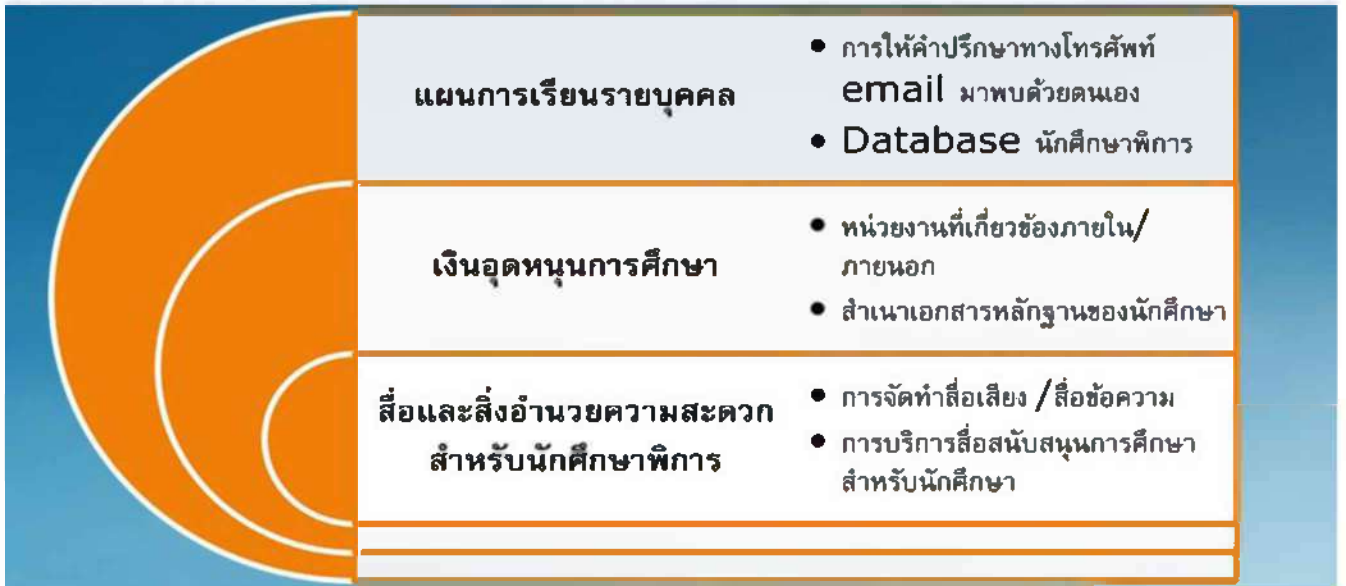 แผนการเรียนรายบุคคล
• การให้คำปรึกษาทางโทรศัพท์
email มาพบด้วยตนเอง
• Database นักศึกษาพิการ
เงินอุดหนุนการศึกษา
• หน่วยงานที่เกี่ยวข้องภายใน/
ภายนอก
• สำเนาเอกสารหลักฐานของนักศึกษา
สื่อและสิ่งอำนวยความสะดวก
สำหรับนักศึกษาพิการ
• การจัดทำสื่อเสียง /สื่อข้อความ
• การบริการสื่อสนับสนุนการศึกษา
สำหรับนักศึกษา